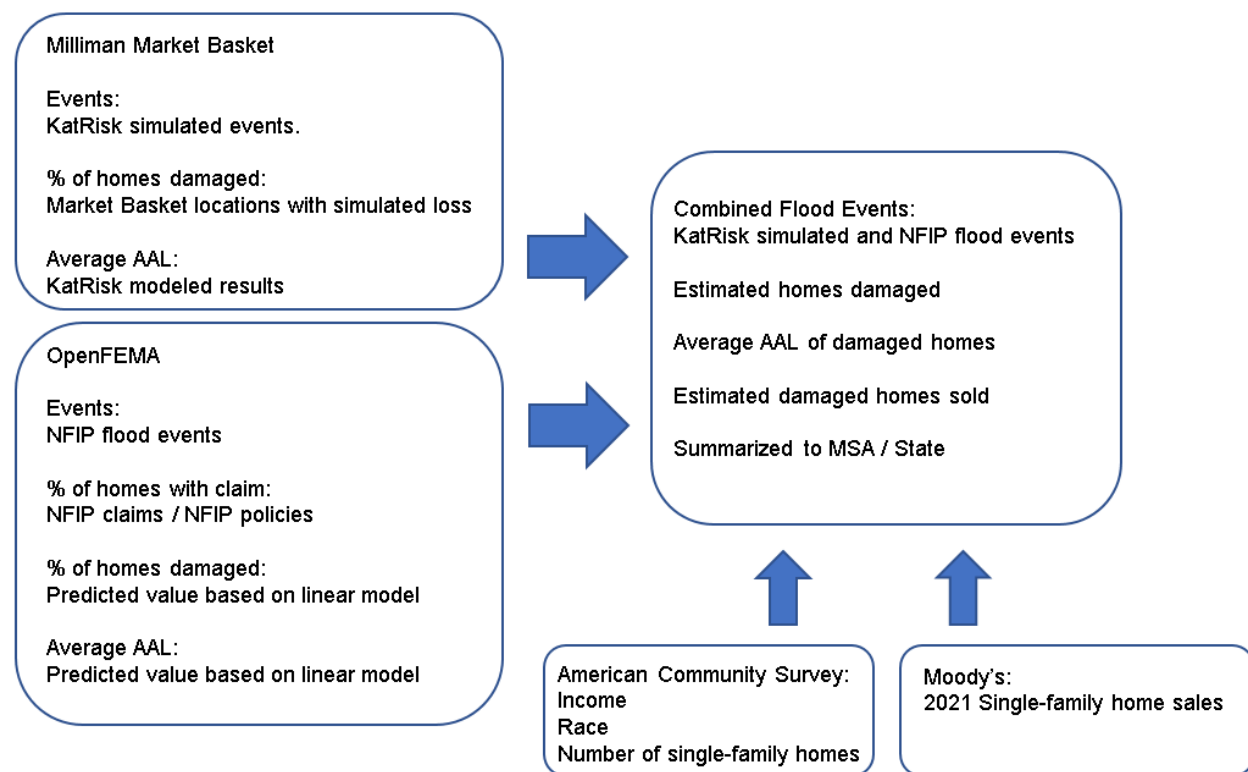 Milliman Market Basket
Events:
KatRisk simulated events.
% of homes damaged:
Market Basket locations with simulated loss
Average AAL:
KatRisk modeled results
OpenFEMA
Events:
NFIP flood events
% of homes with claim:
NFIP claims / NFIP policies
% of homes damaged:
Predicted value based on linear model
Average AAL:
Predicted value based on linear model
Combined Flood Events:
KatRisk simulated and NFIP flood events
Estimated homes damaged
Average AAL of damaged homes
Estimated damaged homes sold
Summarized to MSA / State
American Community Survey:
Income
Race
Number of single-family homes
Moody's:
2021 Single-family home sales